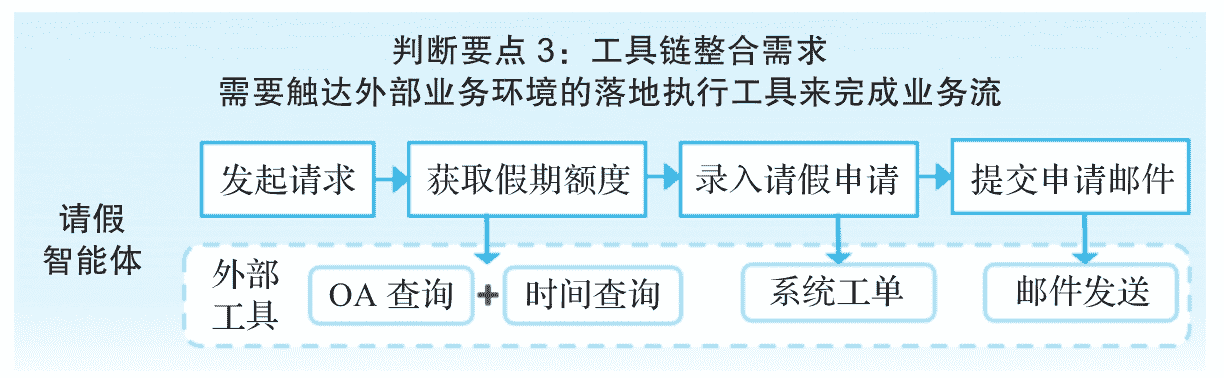 判断要点 3：工具链整合需求
需要触达外部业务环境的落地执行工具来完成业务流
请假
智能体
发起请求
获取假期额度
录入请假申请
提交申请邮件
外部
工具
OA 查询
+
时间查询
系统工单
邮件发送